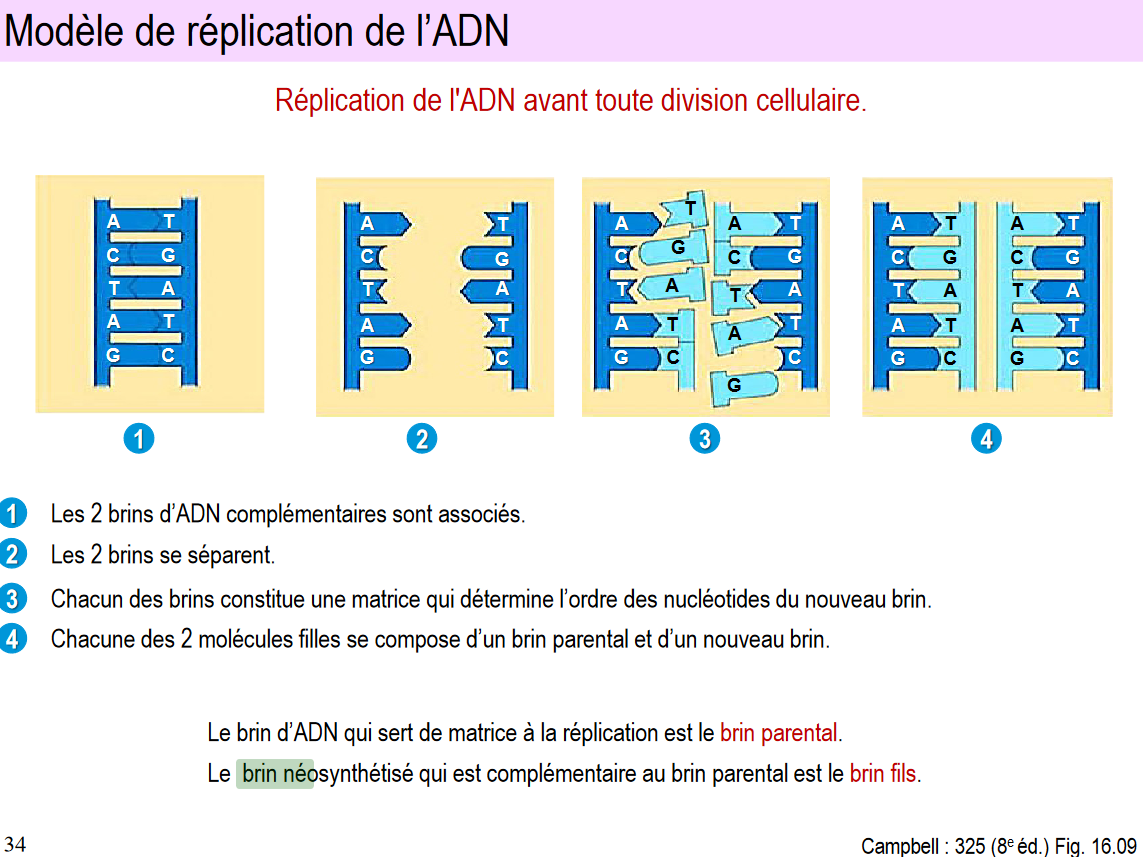 Modèle de réplication de l’ADN
Réplication de l'ADN avant toute division cellulaire.
A T
C G
T A
A T
G C
1
A T
C G
T A
A T
G C
2
A T A T
C G C G
T A T A
A T A T
G C G C
3
A T A T
C G C G
T A T A
A T A T
G C G C
4
1 Les 2 brins d’ADN complémentaires sont associés.
2 Les 2 brins se séparent.
3 Chacun des brins constitue une matrice qui détermine l’ordre des nucléotides du nouveau brin.
4 Chacune des 2 molécules filles se compose d’un brin parental et d’un nouveau brin.
Le brin d’ADN qui sert de matrice à la réplication est le brin parental.
Le brin néosynthétisé qui est complémentaire au brin parental est le brin fils.
34
Campbell : 325 (8e éd.) Fig. 16.09